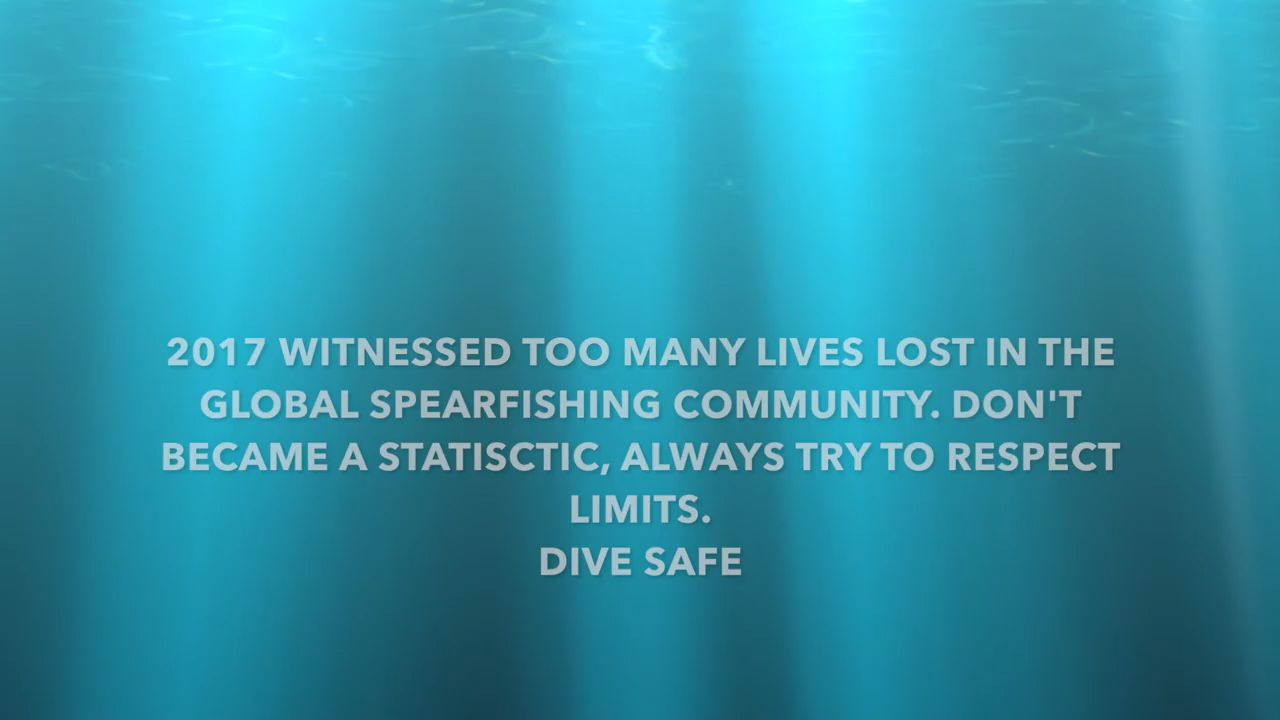 2017 WITNESSED TOO MANY LIVES LOST IN THE
GLOBAL SPEARFISHING COMMUNITY. DON'T
BECAME A STATISCTIC, ALWAYS TRY TO RESPECT
LIMITS.
DIVE SAFE